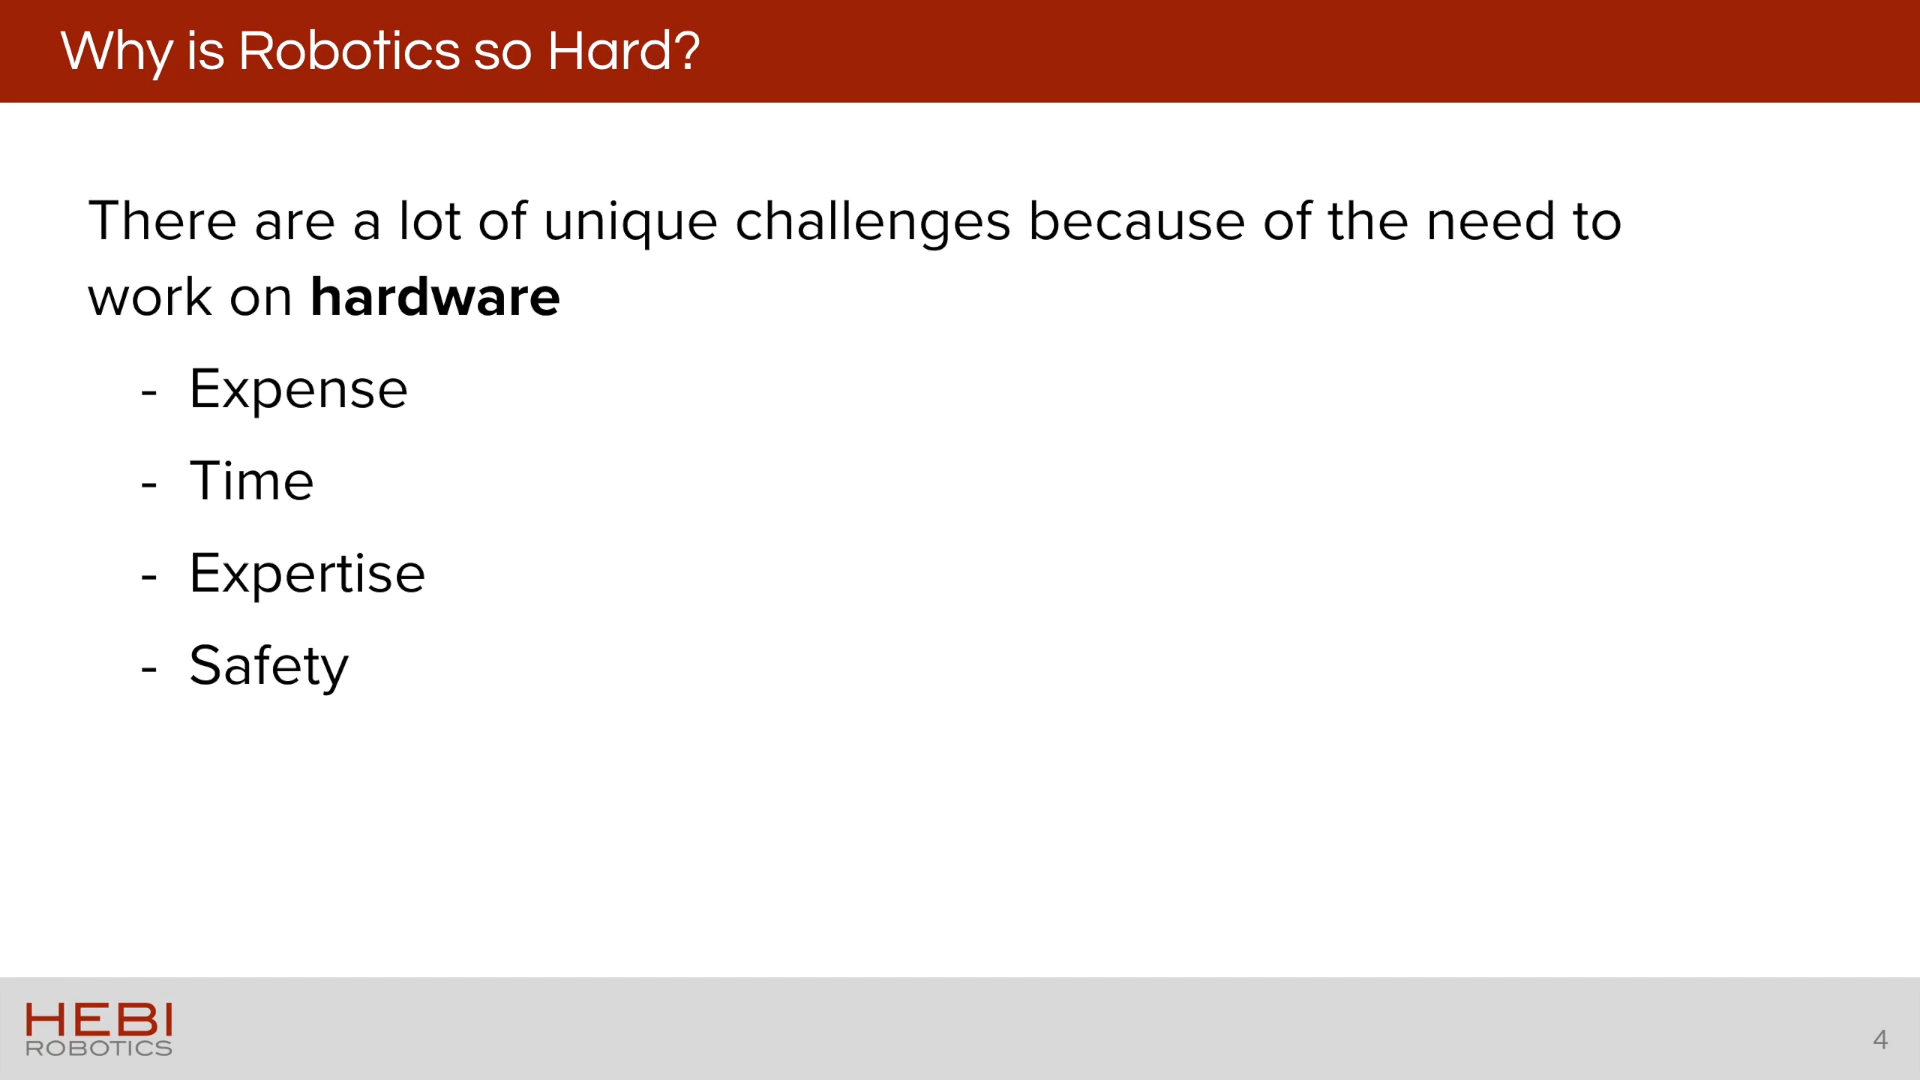 Why is Robotics so Hard?
There are a lot of unique challenges because of the need to
work on hardware
- Expense
- Time
- Expertise
- Safety
HEBI
ROBOTICS
4